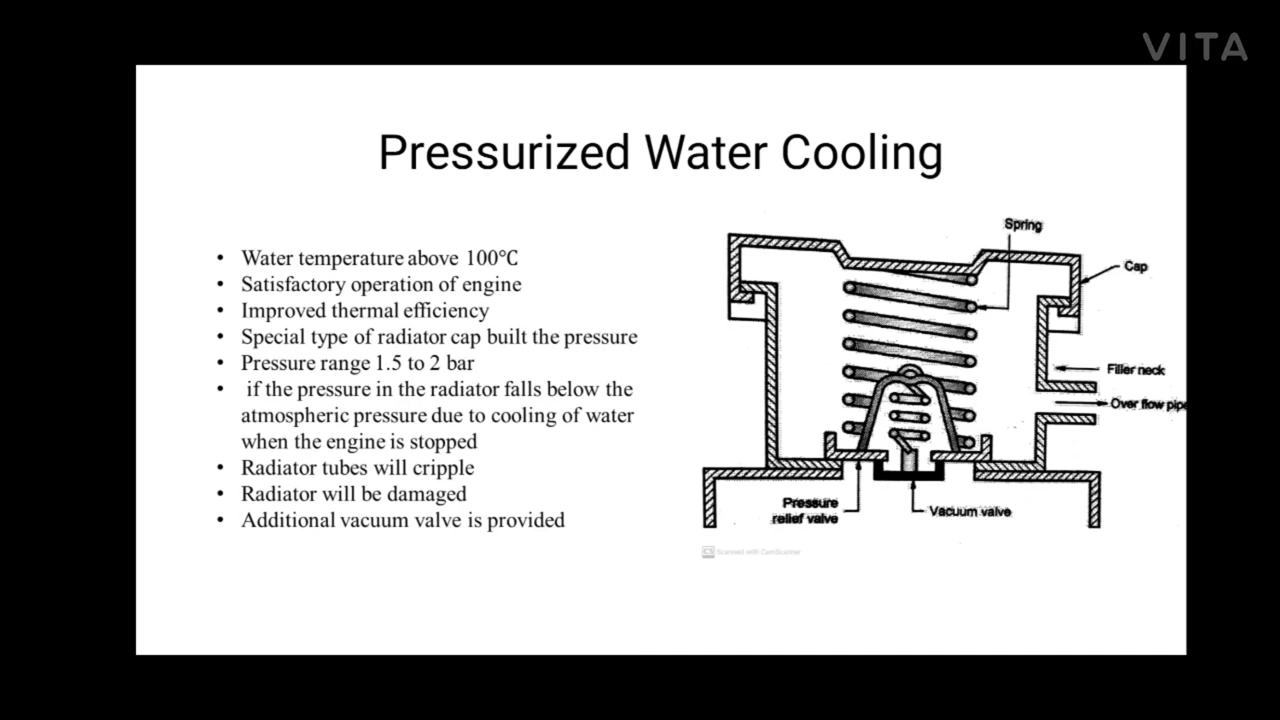 VITA
Pressurized Water Cooling
• Water temperature above 100℃
• Satisfactory operation of engine
• Improved thermal efficiency
• Special type of radiator cap built the pressure
• Pressure range 1.5 to 2 bar
• if the pressure in the radiator falls below the
atmospheric pressure due to cooling of water
when the engine is stopped
• Radiator tubes will cripple
• Radiator will be damaged
• Additional vacuum valve is provided
Spring
Cap
Filler neck
Over flow pipe
Pressure
relief valve
Vacuum valve
CS Scanned with CamScanner